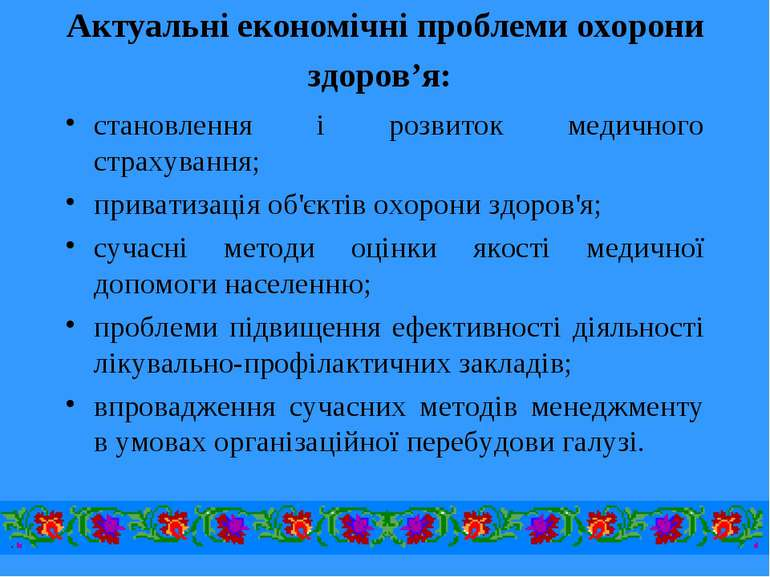 Актуальні економічні проблеми охорони
здоров’я:
• становлення і розвиток медичного
страхування;
• приватизація об'єктів охорони здоров'я;
• сучасні методи оцінки якості медичної
допомоги населенню;
• проблеми підвищення ефективності діяльності
лікувально-профілактичних закладів;
• впровадження сучасних методів менеджменту
в умовах організаційної перебудови галузі.